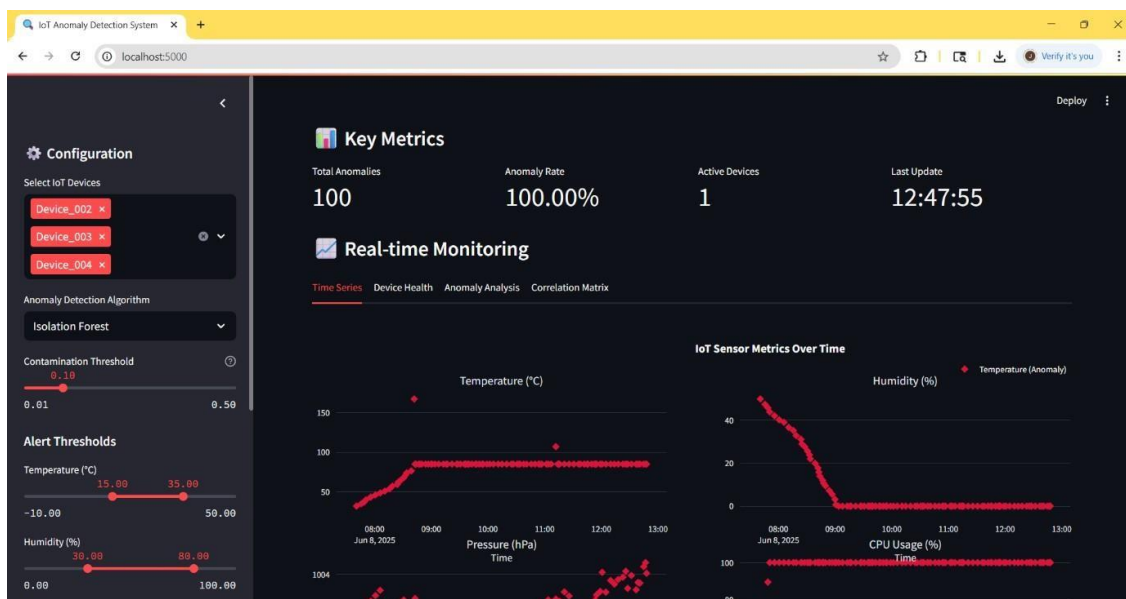 IoT Anomaly Detection System
localhost:5000
Verify it's you
Deploy
Configuration
Select IoT Devices
Device_002
Device_003
Device_004
Anomaly Detection Algorithm
Isolation Forest
Contamination Threshold
0.10
0.01 0.50
Alert Thresholds
Temperature (°C)
15.00 35.00
-10.00 50.00
Humidity (%)
30.00 80.00
0.00 100.00
Key Metrics
Total Anomalies Anomaly Rate Active Devices Last Update
100 100.00% 1 12:47:55
Real-time Monitoring
Time Series Device Health Anomaly Analysis Correlation Matrix
IoT Sensor Metrics Over Time
Temperature (Anomaly)
Temperature (°C)
150
100
50
08:00 09:00 10:00 11:00 12:00 13:00
Jun 8, 2025
Time
Humidity (%)
40
20
0
08:00 09:00 10:00 11:00 12:00 13:00
Jun 8, 2025
Time
Pressure (hPa)
1004
CPU Usage (%)
100